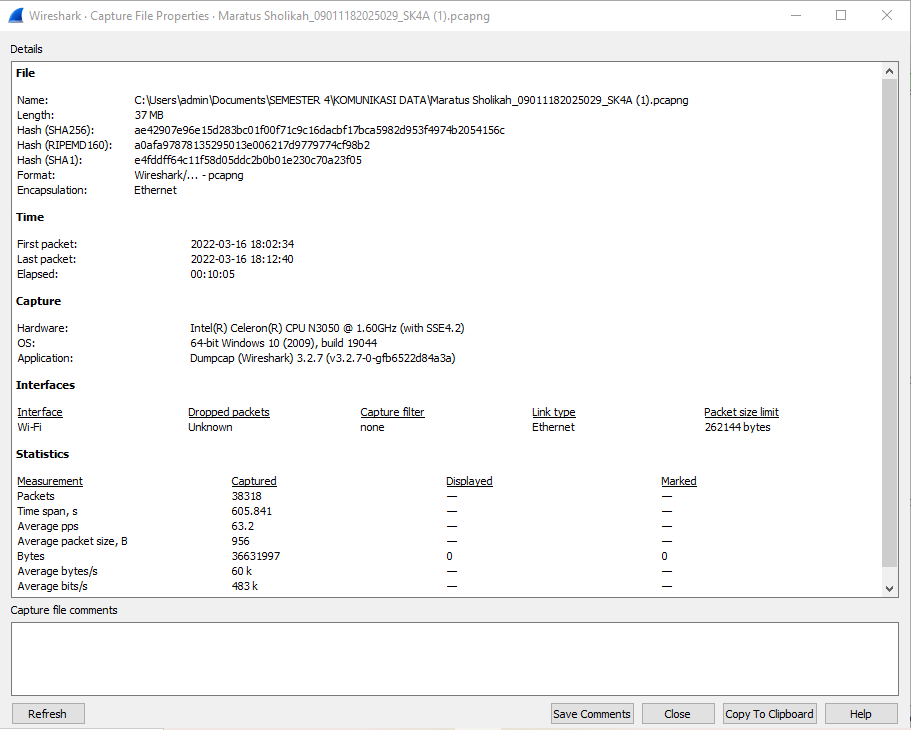 Wireshark · Capture File Properties · Maratus Sholikah_09011182025029_SK4A (1).pcapng
Details
File
Name: C:\Users\admin\Documents\SEMESTER 4\KOMUNIKASI DATA\Maratus Sholikah_09011182025029_SK4A (1).pcapng
Length: 37 MB
Hash (SHA256): ae42907e96e15d283bc01f00f71c9c16dacbf17bca5982d953f4974b2054156c
Hash (RIPEMD160): a0afa97878135295013e006217d9779774cf98b2
Hash (SHA1): e4fddff64c11f58d05ddc2b0b01e230c70a23f05
Format: Wireshark/... - pcapng
Encapsulation: Ethernet
Time
First packet: 2022-03-16 18:02:34
Last packet: 2022-03-16 18:12:40
Elapsed: 00:10:05
Capture
Hardware: Intel(R) Celeron(R) CPU N3050 @ 1.60GHz (with SSE4.2)
OS: 64-bit Windows 10 (2009), build 19044
Application: Dumpcap (Wireshark) 3.2.7 (v3.2.7-0-gfb6522d84a3a)
Interfaces
Interface Dropped packets Capture filter Link type Packet size limit
Wi-Fi Unknown none Ethernet 262144 bytes
Statistics
Measurement Captured Displayed Marked
Packets 38318 — —
Time span, s 605.841 — —
Average pps 63.2 — —
Average packet size, B 956 — —
Bytes 36631997 0 0
Average bytes/s 60 k — —
Average bits/s 483 k — —
Capture file comments
Refresh Save Comments Close Copy To Clipboard Help